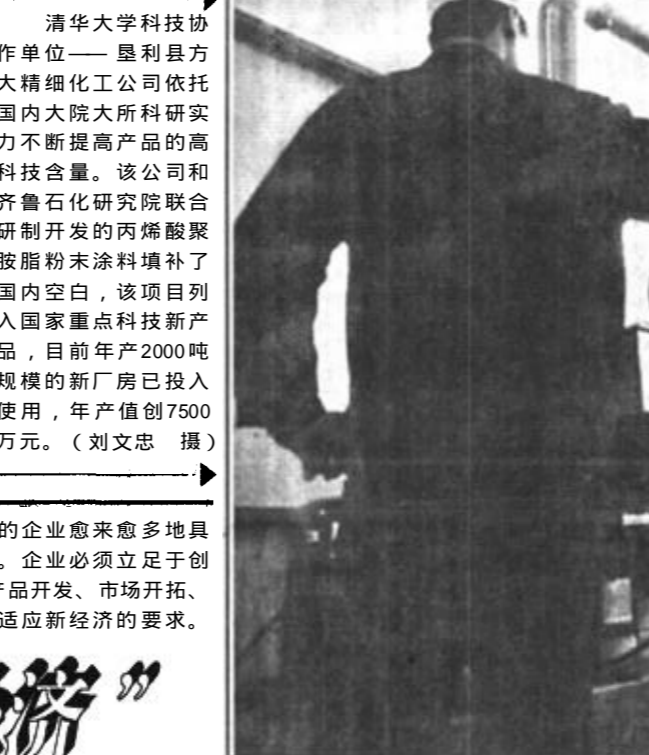 清华大学科技协
作单位—— 垦利县方
大精细化工公司依托
国内大院大所科研实
力不断提高产品的高
科技含量。该公司和
齐鲁石化研究院联合
研制开发的丙烯酸聚
胺脂粉末涂料填补了
国内空白，该项目列
入国家重点科技新产
品，目前年产2000吨
规模的新厂房已投入
使用，年产值创7500
万元。（刘文忠　摄）
的企业愈来愈多地具
。企业必须立足于创
产品开发、市场开拓、
适应新经济的要求。
济”